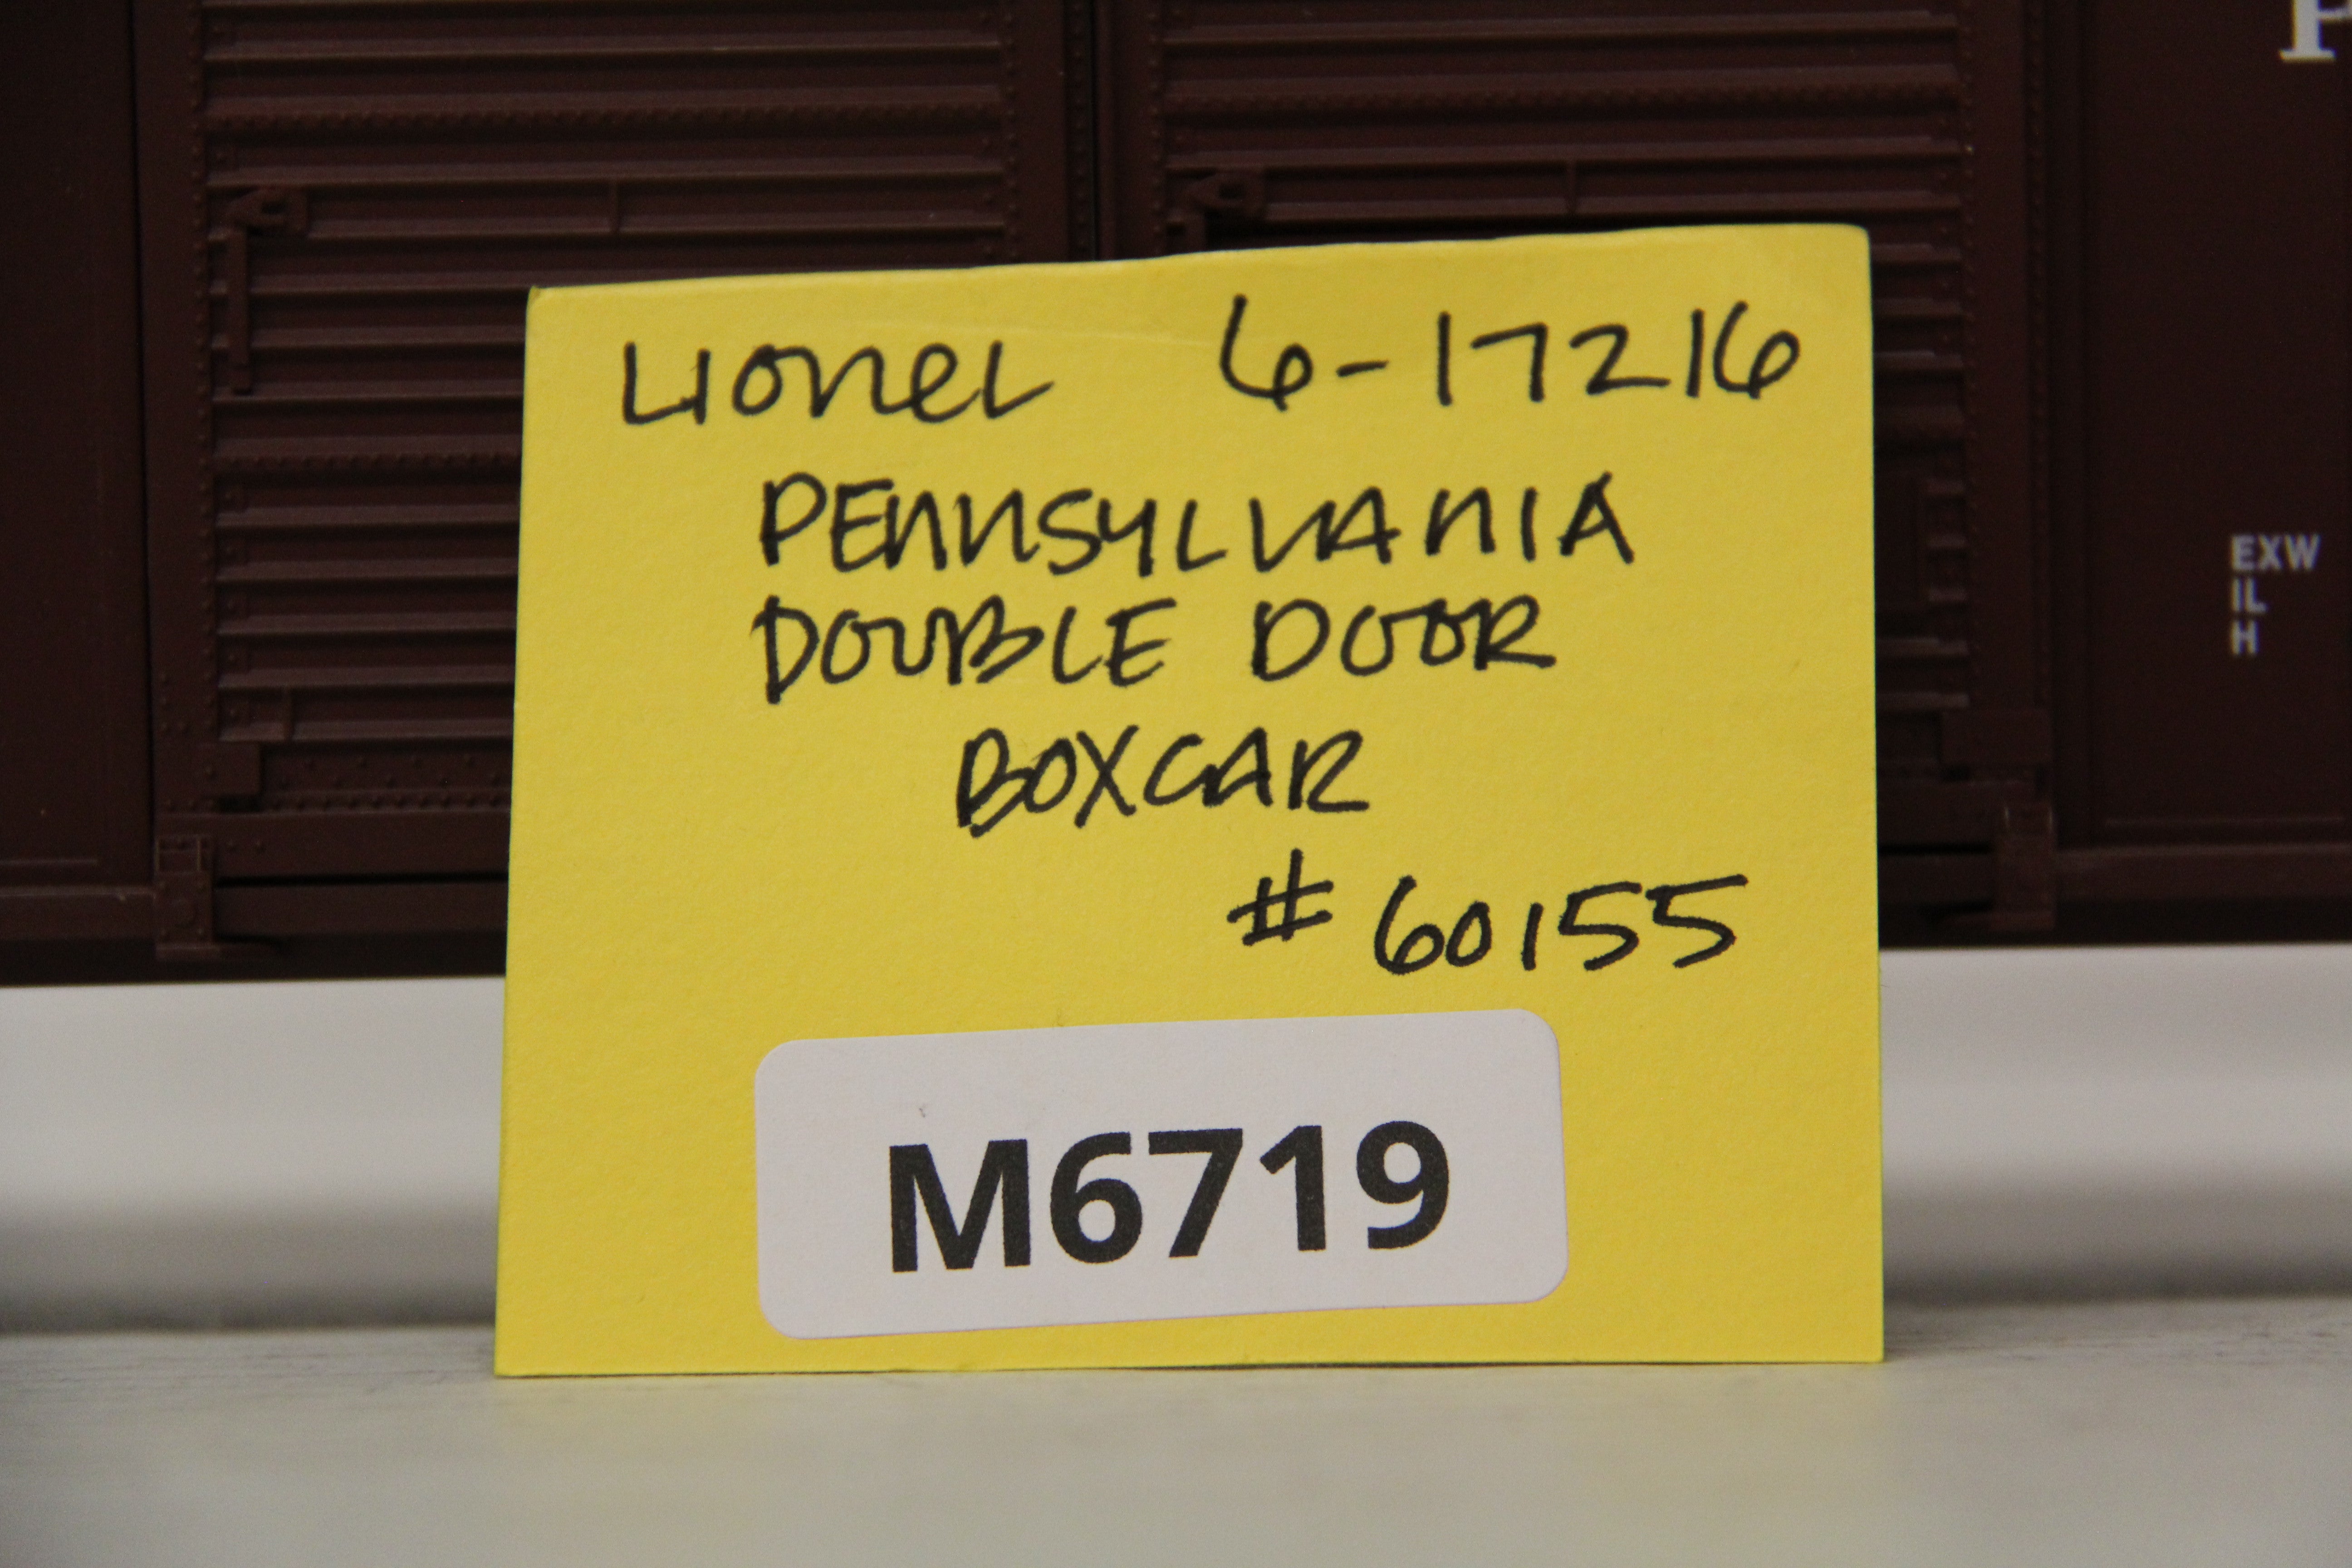 Lionel 6-17216
PENNSYLVANIA
DOUBLE DOOR
BOXCAR
# 60155
M6719
EXW
IL
H